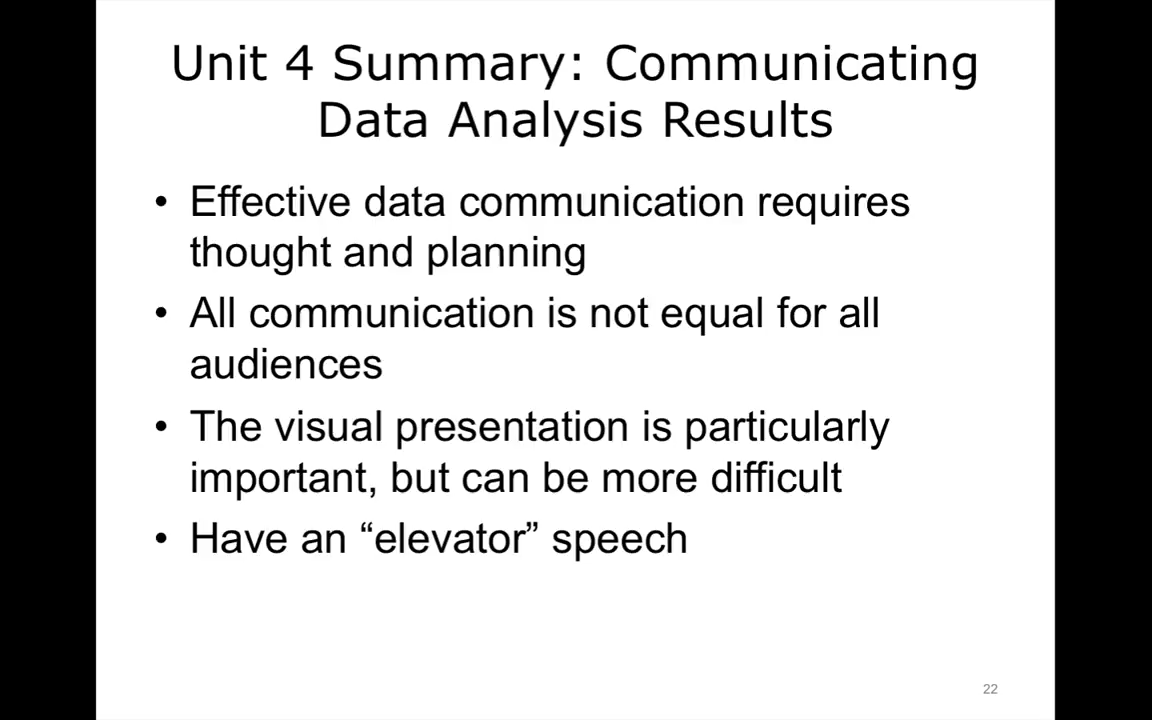 Unit 4 Summary: Communicating
Data Analysis Results
• Effective data communication requires
thought and planning
• All communication is not equal for all
audiences
• The visual presentation is particularly
important, but can be more difficult
• Have an “elevator” speech
22